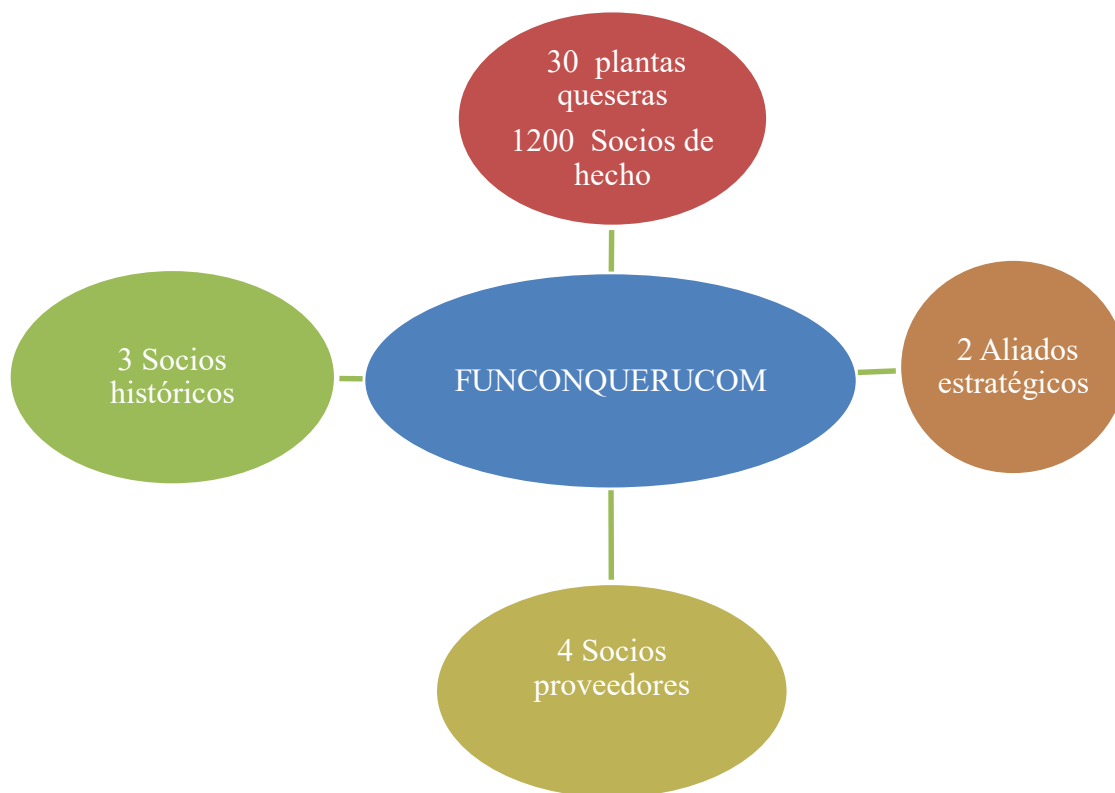 30 plantas
queseras
1200 Socios de
hecho
3 Socios
históricos
FUNCONQUERUCOM
2 Aliados
estratégicos
4 Socios
proveedores